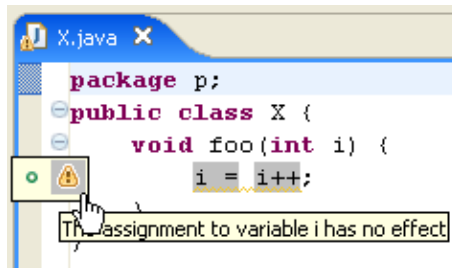 X.java
package p;
public class X {
void foo(int i) {
i = i++;
}
The assignment to variable i has no effect
}